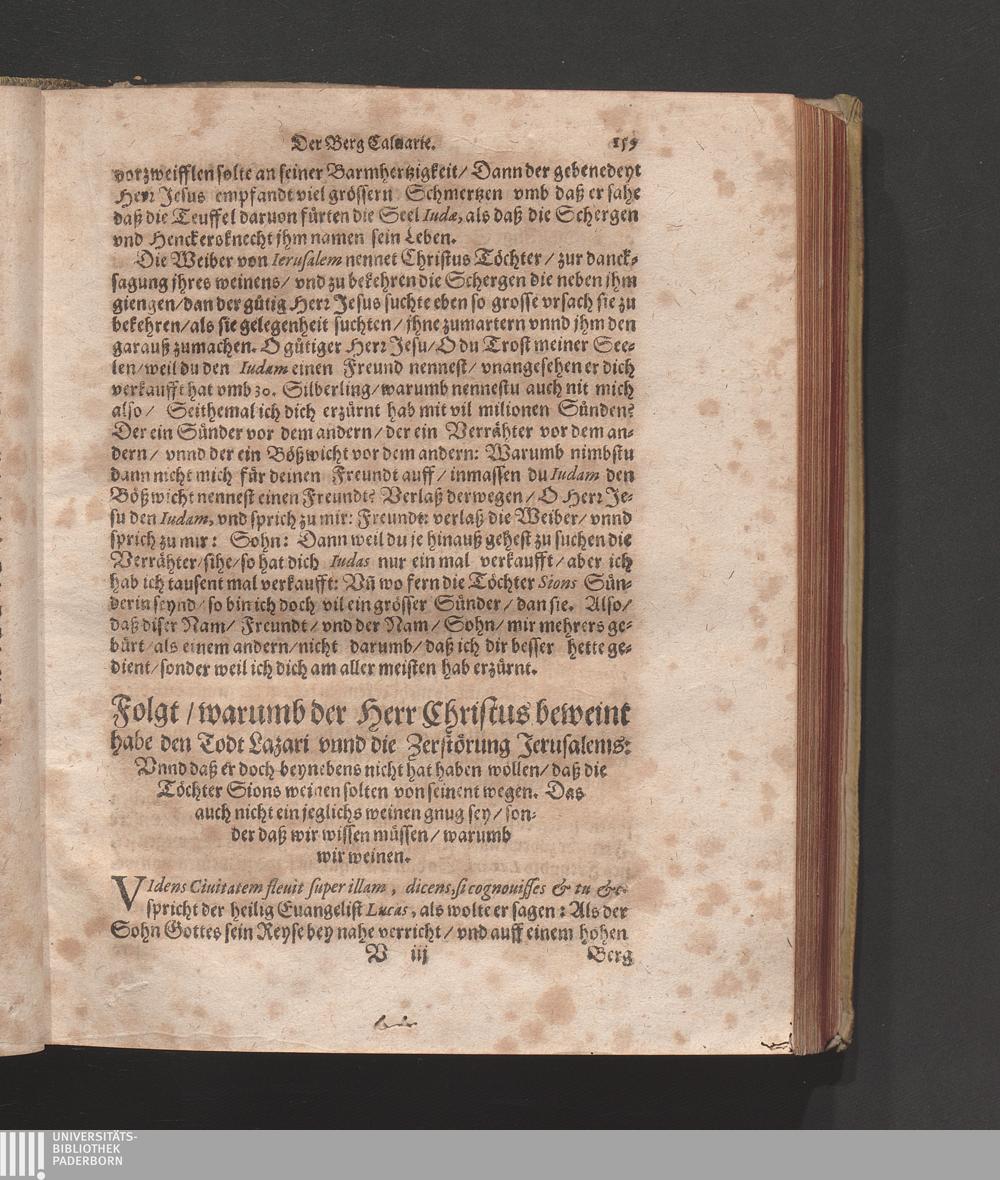 Der Berg Caluarie. 159
vorzweifflen solte an seiner Barmhertzigkeit/ Dann der gebenedeyt
Herr Jesus empfandt viel grössern Schmertzen vmb daß er sahe
daß die Teuffel daruon fürten die Seel Iudæ, als daß die Schergen
vnd Henckersknecht jhm namen sein Leben.
Die Weiber von Ierusalem nennet Christus Töchter/ zur danck-
sagung jhres weinens/ vnd zu bekehren die Schergen die neben jhm
giengen/ dan der gütig Herr Jesus suchte eben so grosse vrsach sie zu
bekehren/ als sie gelegenheit suchten/ jhne zumartern vnnd jhm den
garauß zumachen. O gütiger Herr Jesu/ O du Trost meiner See-
len/ weil du den Iudam einen Freund nennest/ vnangesehen er dich
verkaufft hat vmb 30. Silberling/ warumb nennestu auch nit mich
also/ Seithemal ich dich erzürnt hab mit vil milionen Sünden?
Der ein Sünder vor dem andern/ der ein Verrähter vor dem an-
dern/ vnnd der ein Bößwicht vor dem andern: Warumb nimbstu
dann nicht mich für deinen Freundt auff/ inmassen du Iudam den
Bößwicht nennest einen Freundt? Verlaß derwegen/ O Herr Je-
su den Iudam, vnd sprich zu mir: Freundt: verlaß die Weiber/ vnnd
sprich zu mir: Sohn: Dann weil du je hinauß gehest zu suchen die
Verrähter/ sihe/ so hat dich Iudas nur ein mal verkaufft/ aber ich
hab ich tausent mal verkaufft: Vñ wo fern die Töchter Sions Sün-
derin seynd/ so bin ich doch vil ein grösser Sünder/ dan sie. Also/
daß diser Nam/ Freundt/ vnd der Nam/ Sohn/ mir mehrers ge-
bürt/ als einem andern/ nicht darumb/ daß ich dir besser hette ge-
dient/ sonder weil ich dich am aller meisten hab erzürnt.
Folgt/ warumb der Herr Christus beweint
habe den Todt Lazari vnnd die Zerstörung Jerusalems:
Vnnd daß er doch beynebens nicht hat haben wöllen/ daß die
Töchter Sions weinen solten von seinent wegen. Das
auch nicht ein jeglichs weinen gnug sey/ son-
der daß wir wissen müssen/ warumb
wir weinen.
VIdens Ciuitatem fleuit super illam, dicens, si cognouisses & tu &c.
spricht der heilig Euangelist Lucas, als wolte er sagen: Als der
Sohn Gottes sein Reyse bey nahe verricht/ vnd auff einem hohen
V iij Berg
UNIVERSITÄTS-
BIBLIOTHEK
PADERBORN